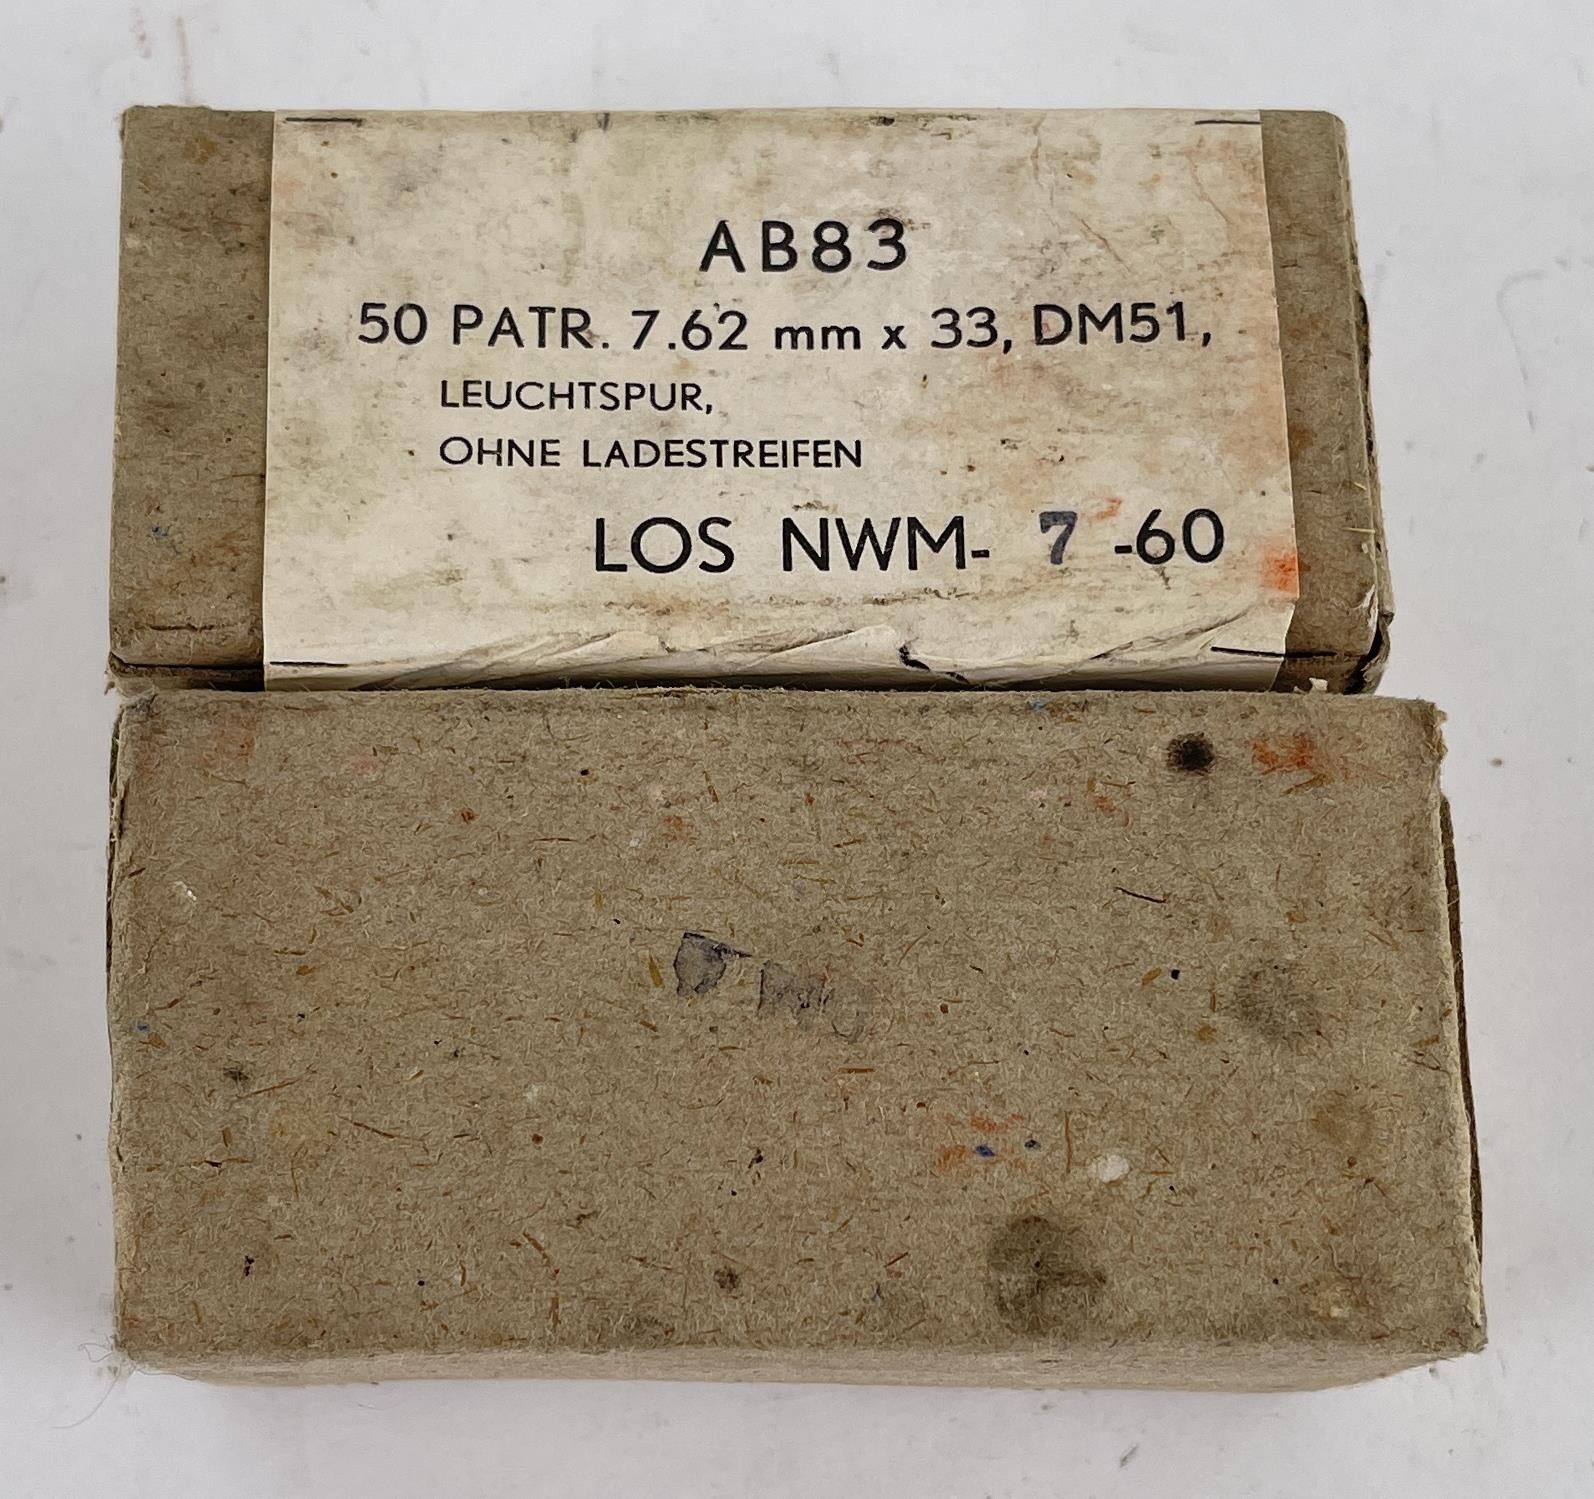 AB83
50 PATR. 7.62 mm x 33, DM51,
LEUCHTSPUR,
OHNE LADESTREIFEN
LOS NWM- 7 -60